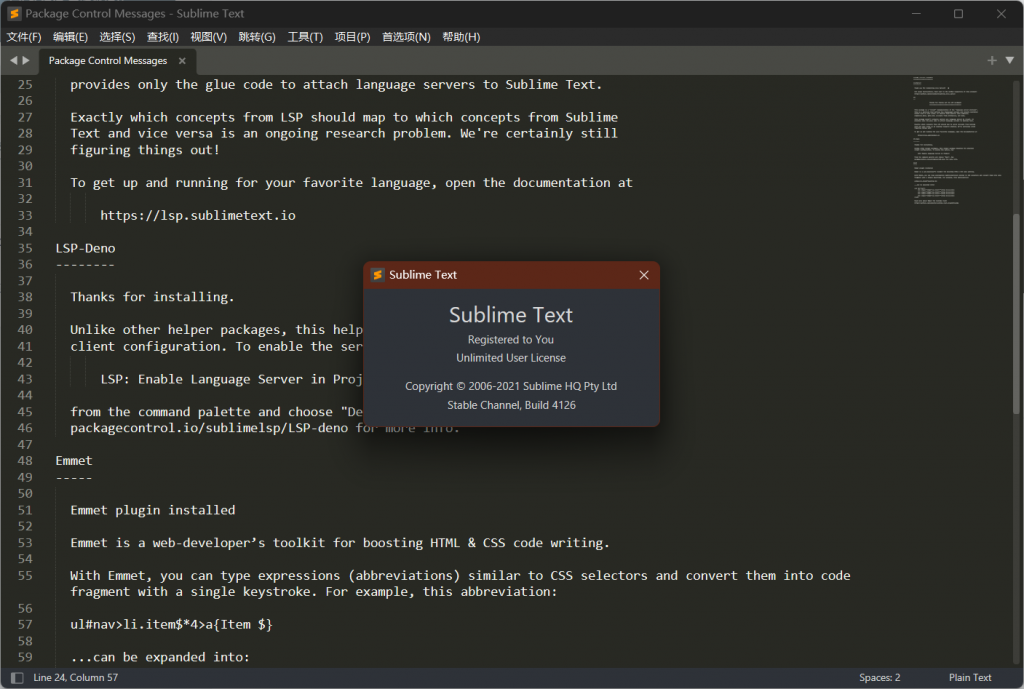 Package Control Messages - Sublime Text
文件(F) 编辑(E) 选择(S) 查找(I) 视图(V) 跳转(G) 工具(T) 项目(P) 首选项(N) 帮助(H)
Package Control Messages
25 provides only the glue code to attach language servers to Sublime Text.
26
27 Exactly which concepts from LSP should map to which concepts from Sublime
28 Text and vice versa is an ongoing research problem. We're certainly still
29 figuring things out!
30
31 To get up and running for your favorite language, open the documentation at
32
33 https://lsp.sublimetext.io
34
35 LSP-Deno
36 --------
37
38 Thanks for installing.
39
40 Unlike other helper packages, this help
41 client configuration. To enable the ser
42
43 LSP: Enable Language Server in Proj
44
45 from the command palette and choose "De
46 packagecontrol.io/sublimelsp/LSP-deno for more info.
47
48 Emmet
49 -----
50
51 Emmet plugin installed
52
53 Emmet is a web-developer’s toolkit for boosting HTML & CSS code writing.
54
55 With Emmet, you can type expressions (abbreviations) similar to CSS selectors and convert them into code
fragment with a single keystroke. For example, this abbreviation:
56
57 ul#nav>li.item$*4>a{Item $}
58
59 ...can be expanded into:
Sublime Text
Sublime Text
Registered to You
Unlimited User License
Copyright © 2006-2021 Sublime HQ Pty Ltd
Stable Channel, Build 4126
Line 24, Column 57
Spaces: 2
Plain Text